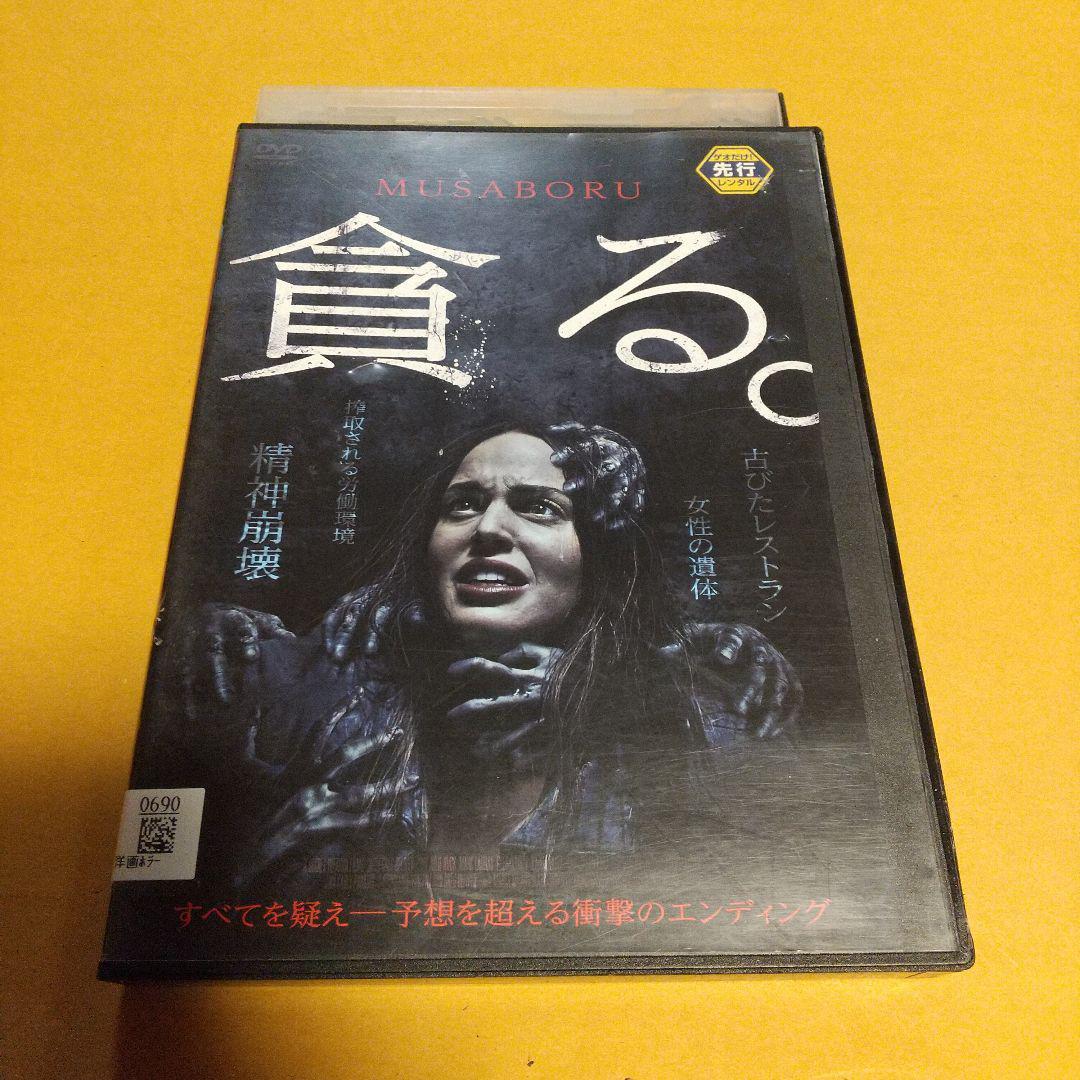 DVD
ゲオだけ!
先行
レンタル
MUSABORU
貪る。
古びたレストラン
女性の遺体
搾取される労働環境
精神崩壊
0690
洋画ホラー
すべてを疑え―予想を超える衝撃のエンディング